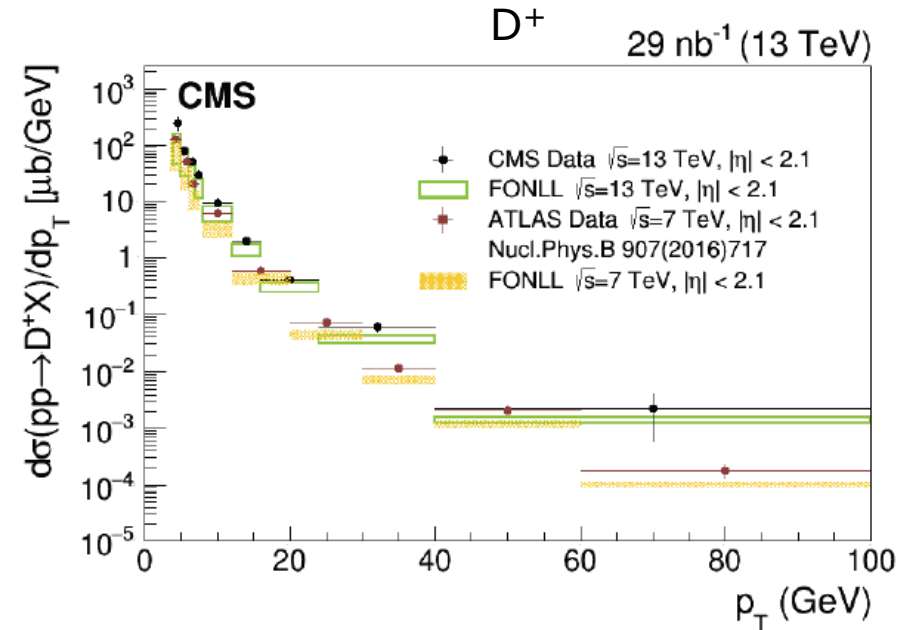 D⁺
29 nb⁻¹ (13 TeV)
CMS
dσ(pp→D⁺X)/dp_T [μb/GeV]
10³
10²
10
1
10⁻¹
10⁻²
10⁻³
10⁻⁴
10⁻⁵
CMS Data √s=13 TeV, |η| < 2.1
FONLL √s=13 TeV, |η| < 2.1
ATLAS Data √s=7 TeV, |η| < 2.1
Nucl.Phys.B 907(2016)717
FONLL √s=7 TeV, |η| < 2.1
0 20 40 60 80 100
p_T (GeV)